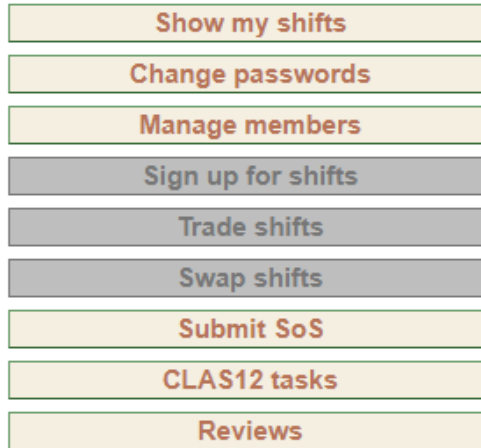 Show my shifts
Change passwords
Manage members
Sign up for shifts
Trade shifts
Swap shifts
Submit SoS
CLAS12 tasks
Reviews